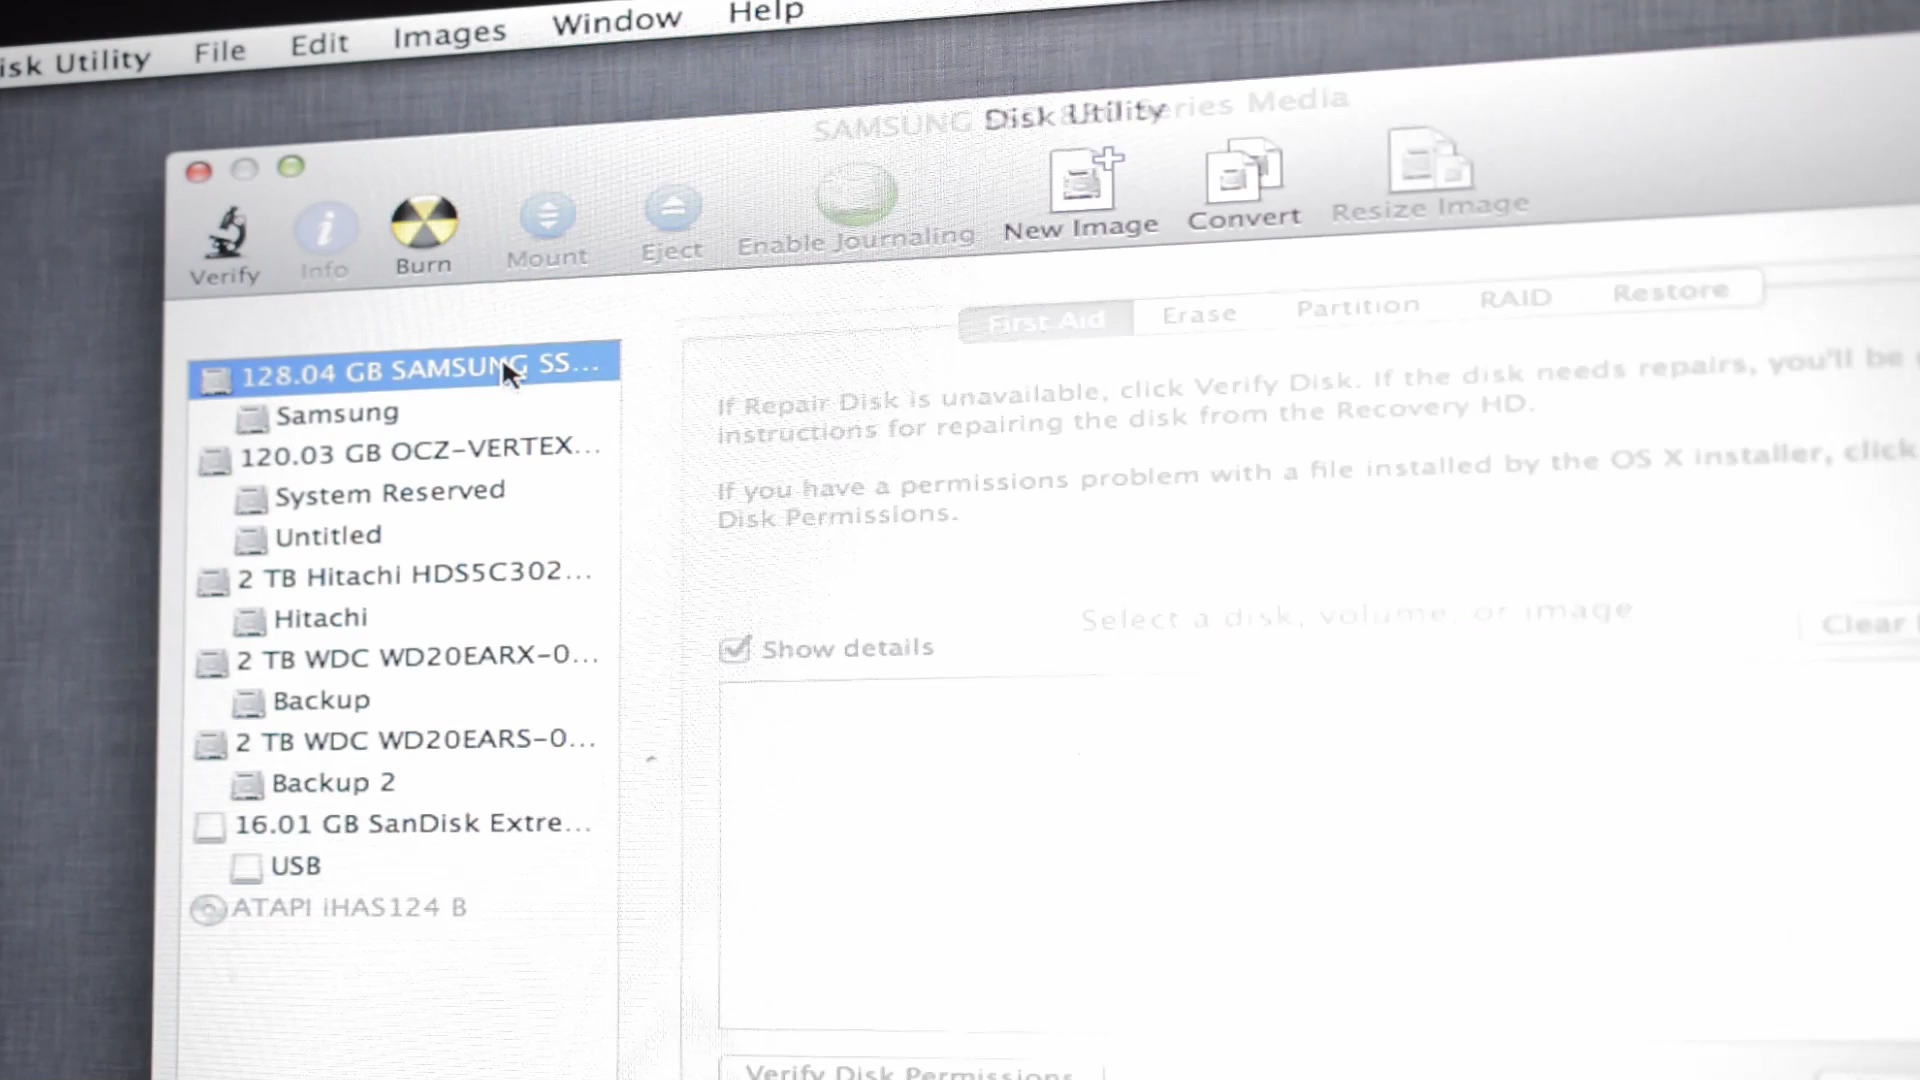 isk Utility File Edit Images Window Help
SAMSUNG Disk Utility eries Media
Verify Info Burn Mount Eject Enable Journaling New Image Convert Resize Image
First Aid Erase Partition RAID Restore
128.04 GB SAMSUNG SS...
Samsung
120.03 GB OCZ-VERTEX...
System Reserved
Untitled
2 TB Hitachi HDS5C302...
Hitachi
2 TB WDC WD20EARX-0...
Backup
2 TB WDC WD20EARS-0...
Backup 2
16.01 GB SanDisk Extre...
USB
ATAPI iHAS124 B
If Repair Disk is unavailable, click Verify Disk. If the disk needs repairs, you'll be
instructions for repairing the disk from the Recovery HD.
If you have a permissions problem with a file installed by the OS X installer, click
Disk Permissions.
Select a disk, volume, or image
Show details
Clear
Verify Disk Permissions